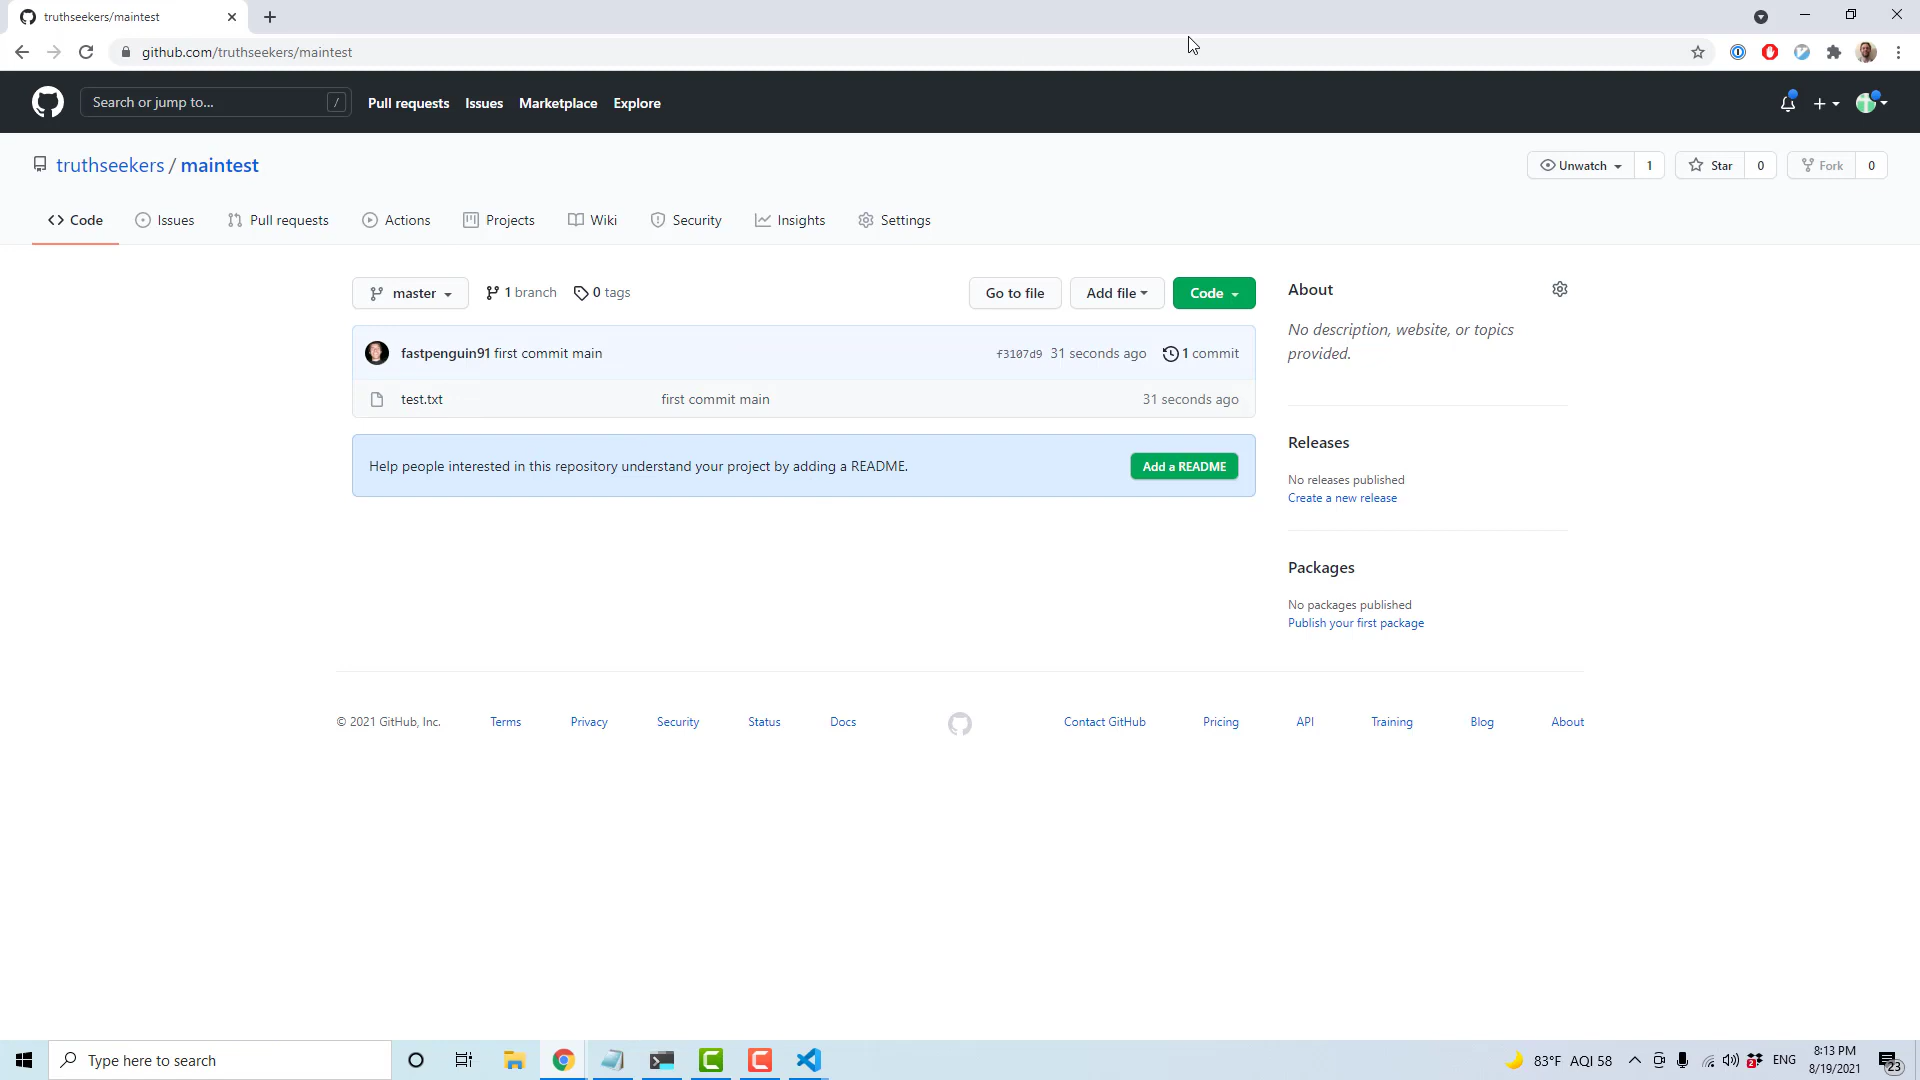 truthseekers/maintest
github.com/truthseekers/maintest
Search or jump to... /
Pull requests Issues Marketplace Explore
truthseekers / maintest
Unwatch 1 Star 0 Fork 0
Code Issues Pull requests Actions Projects Wiki Security Insights Settings
master 1 branch 0 tags Go to file Add file Code
fastpenguin91 first commit main f3107d9 31 seconds ago 1 commit
test.txt first commit main 31 seconds ago
Help people interested in this repository understand your project by adding a README. Add a README
About
No description, website, or topics
provided.
Releases
No releases published
Create a new release
Packages
No packages published
Publish your first package
© 2021 GitHub, Inc. Terms Privacy Security Status Docs Contact GitHub Pricing API Training Blog About
Type here to search
83°F AQI 58 2 ENG
8:13 PM
8/19/2021
23